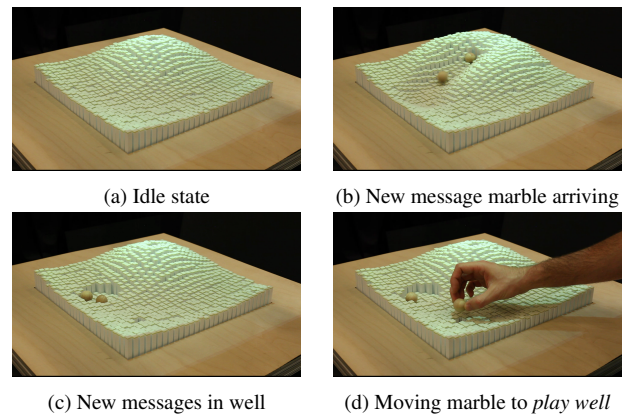 (a) Idle state
(b) New message marble arriving
(c) New messages in well
(d) Moving marble to play well